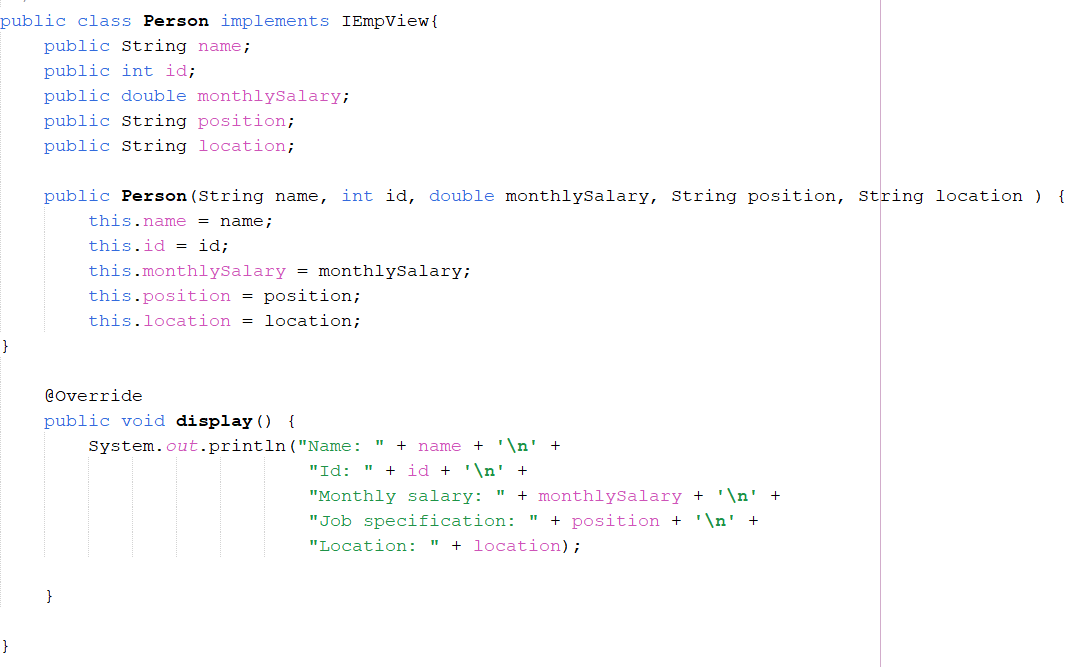 public class Person implements IEmpView{
    public String name;
    public int id;
    public double monthlySalary;
    public String position;
    public String location;

    public Person(String name, int id, double monthlySalary, String position, String location ) {
        this.name = name;
        this.id = id;
        this.monthlySalary = monthlySalary;
        this.position = position;
        this.location = location;
}

    @Override
    public void display() {
        System.out.println("Name: " + name + '\n' +
                            "Id: " + id + '\n' +
                            "Monthly salary: " + monthlySalary + '\n' +
                            "Job specification: " + position + '\n' +
                            "Location: " + location);

    }

}